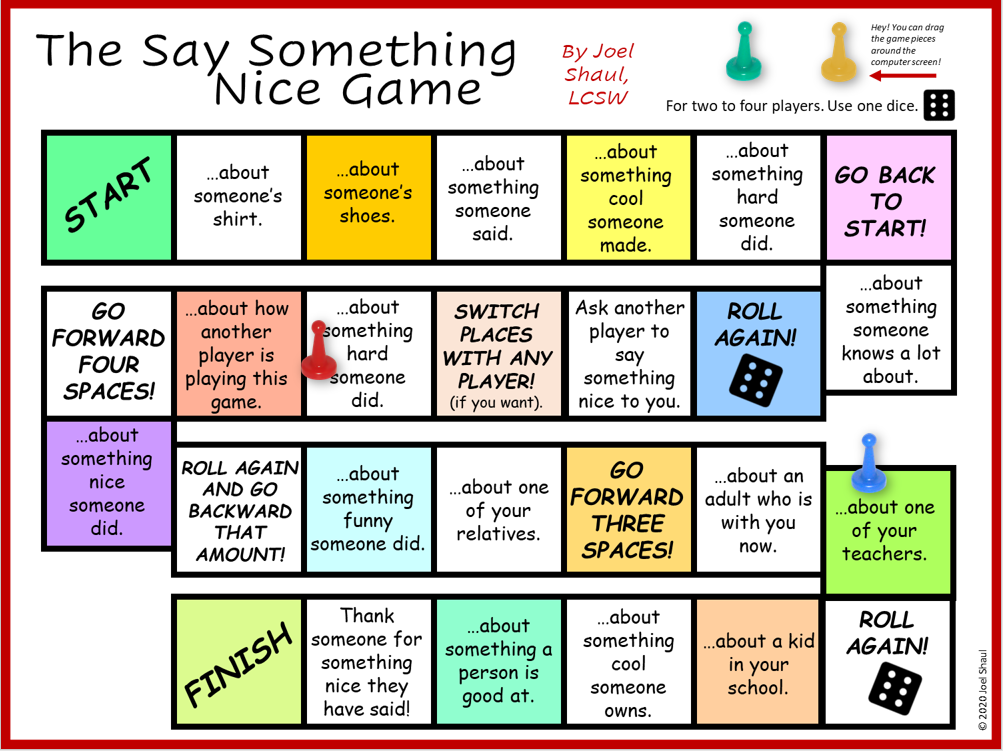 The Say Something
Nice Game
By Joel
Shaul,
LCSW
Hey! You can drag
the game pieces
around the
computer screen!
For two to four players. Use one dice.
START
...about
someone's
shirt.
...about
someone's
shoes.
...about
something
someone
said.
...about
something
cool
someone
made.
...about
something
hard
someone
did.
GO BACK
TO
START!
...about
something
someone
knows a lot
about.
ROLL
AGAIN!
Ask another
player to
say
something
nice to you.
SWITCH
PLACES
WITH ANY
PLAYER!
(if you want).
...about
something
hard
someone
did.
...about how
another
player is
playing this
game.
GO
FORWARD
FOUR
SPACES!
...about
something
nice
someone
did.
ROLL AGAIN
AND GO
BACKWARD
THAT
AMOUNT!
...about
something
funny
someone did.
...about one
of your
relatives.
GO
FORWARD
THREE
SPACES!
...about an
adult who is
with you
now.
...about one
of your
teachers.
ROLL
AGAIN!
...about a kid
in your
school.
...about
something
cool
someone
owns.
...about
something a
person is
good at.
Thank
someone for
something
nice they
have said!
FINISH
© 2020 Joel Shaul